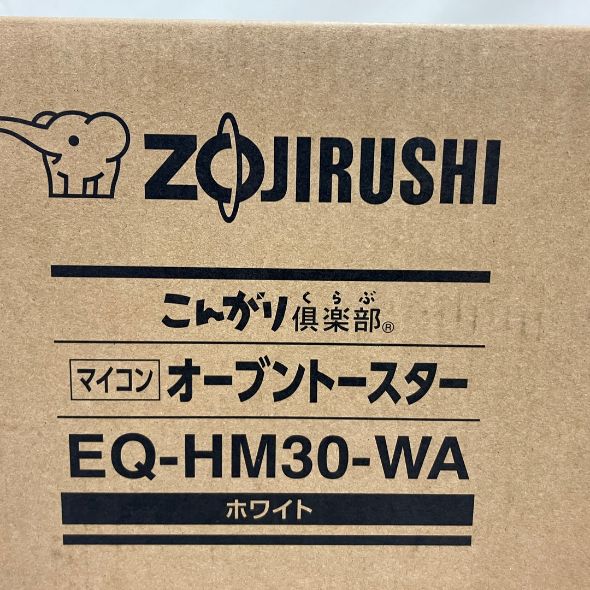 ZOJIRUSHI
くらぶ
こんがり倶楽部®
マイコン オーブントースター
EQ-HM30-WA
ホワイト